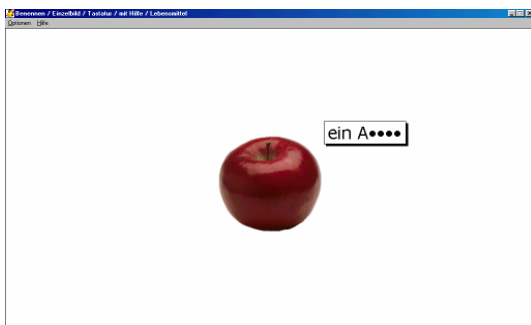 Benennen / Einzelbild / Tastatur / mit Hilfe / Lebensmittel
Optionen Hilfe
ein A••••